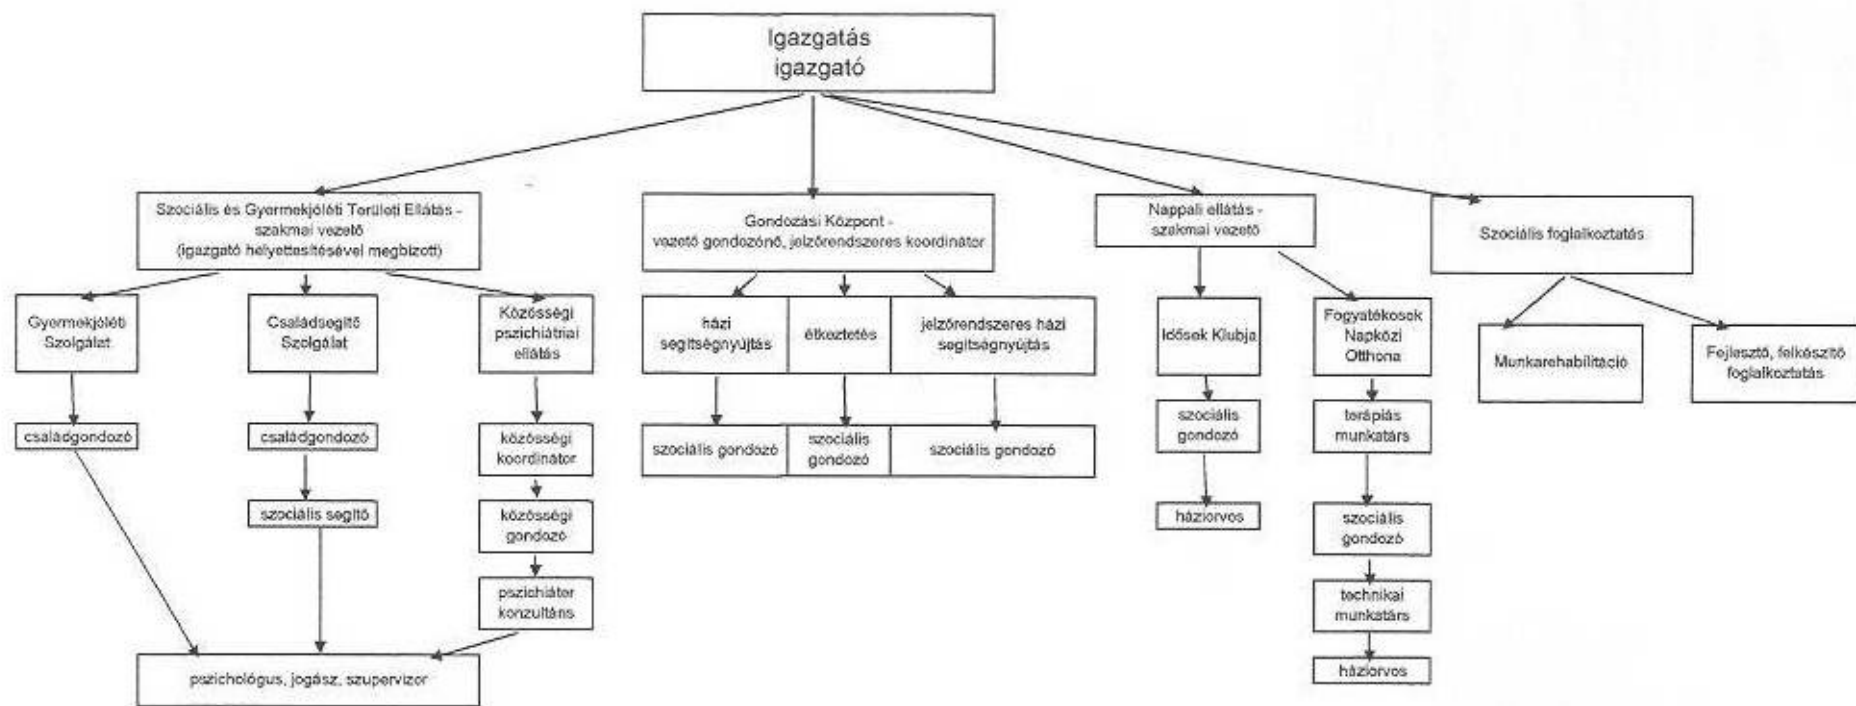 Igazgatás
igazgató
Szociális és Gyermekjóléti Területi Ellátás -
szakmai vezető
(igazgató helyettesítésével megbízott)
Gondozási Központ -
vezető gondozónő, jelzőrendszeres koordinátor
Nappali ellátás -
szakmai vezető
Szociális foglalkoztatás
Gyermekjóléti
Szolgálat
Családsegítő
Szolgálat
Közösségi
pszichiátriai
ellátás
házi
segítségnyújtás
étkeztetés
jelzőrendszeres házi
segítségnyújtás
Idősek Klubja
Fogyatékosok
Napközi
Otthona
Munkarehabilitáció
Fejlesztő, felkészítő
foglalkoztatás
családgondozó
családgondozó
közösségi
koordinátor
szociális gondozó
szociális
gondozó
szociális gondozó
szociális
gondozó
terápiás
munkatárs
szociális segítő
közösségi
gondozó
háziorvos
szociális
gondozó
pszichiáter
konzultáns
technikai
munkatárs
pszichológus, jogász, szupervizor
háziorvos